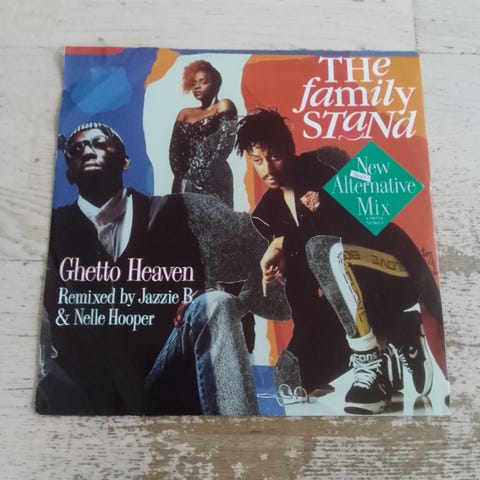 THe
family
STaNd
New
Alternative
Mix
Ghetto Heaven
Remixed by Jazzie B.
& Nelle Hooper